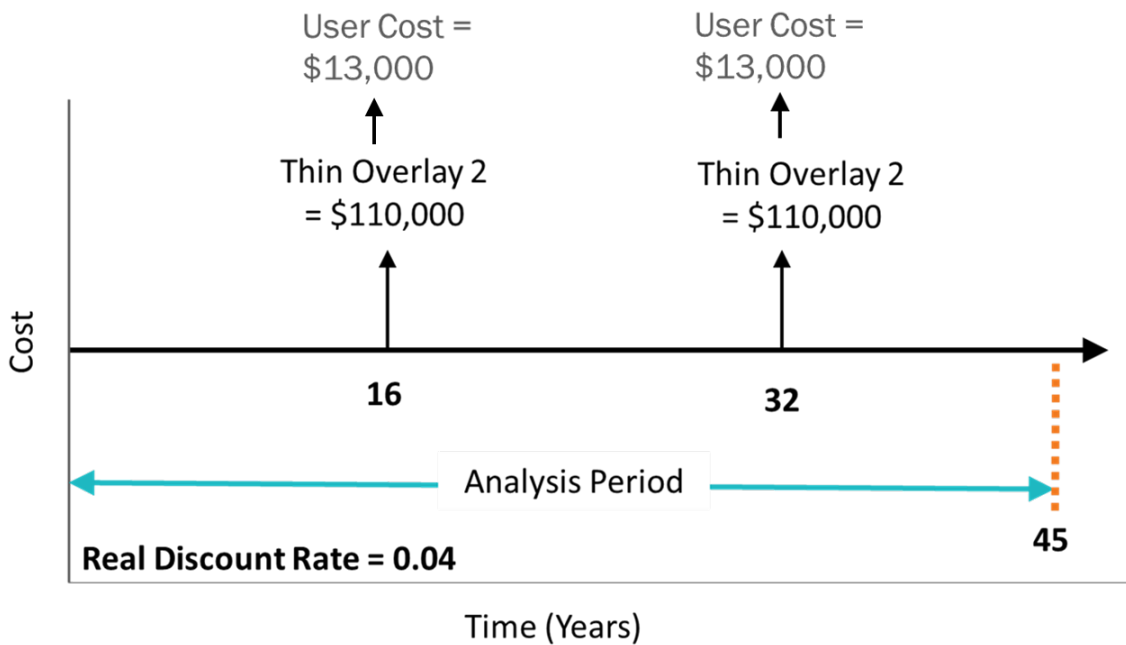 User Cost =
$13,000
User Cost =
$13,000
Thin Overlay 2
= $110,000
Thin Overlay 2
= $110,000
Cost
16
32
Analysis Period
45
Real Discount Rate = 0.04
Time (Years)